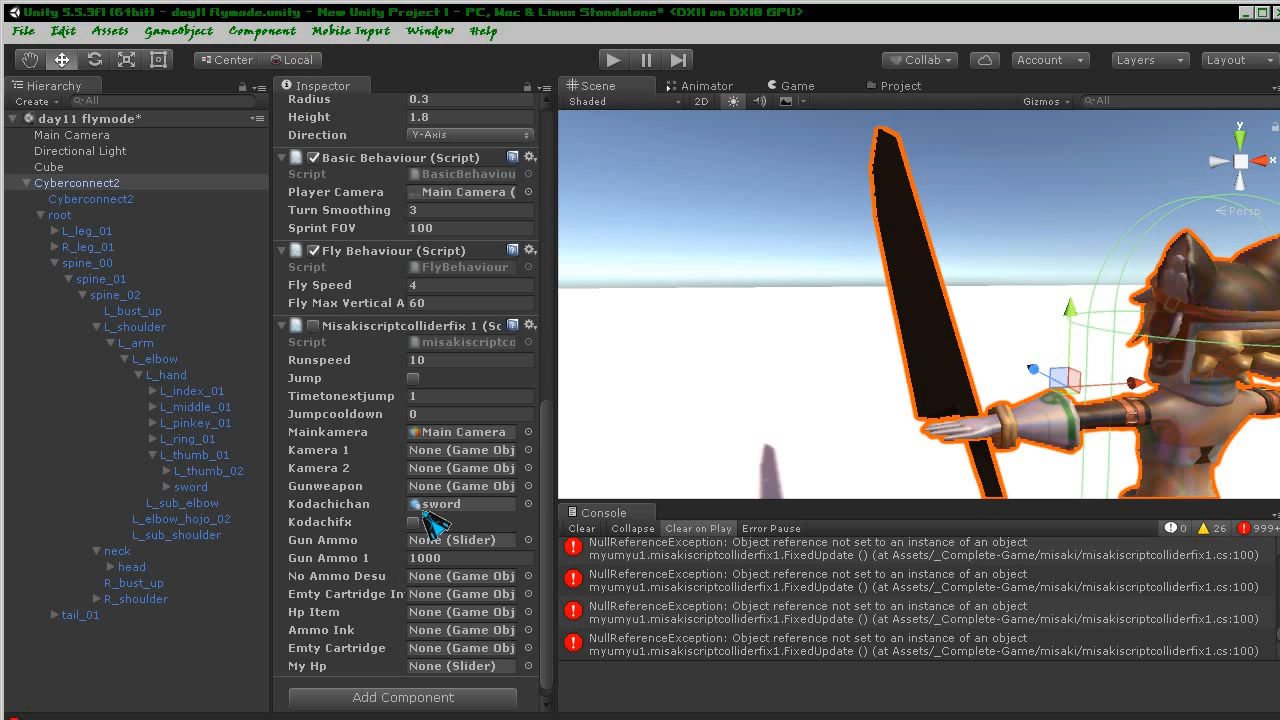 Unity 5.5.3f1 (64bit) - day11 flymode.unity - New Unity Project 1 - PC, Mac & Linux Standalone* <DX11 on DX10 GPU>
File Edit Assets GameObject Component Mobile Input Window Help
Center Local Collab Account Layers Layout
Hierarchy
Create All
day11 flymode*
Main Camera
Directional Light
Cube
Cyberconnect2
Cyberconnect2
root
L_leg_01
R_leg_01
spine_00
spine_01
spine_02
L_bust_up
L_shoulder
L_arm
L_elbow
L_hand
L_index_01
L_middle_01
L_pinkey_01
L_ring_01
L_thumb_01
L_thumb_02
sword
L_sub_elbow
L_elbow_hojo_02
L_sub_shoulder
neck
head
R_bust_up
R_shoulder
tail_01
Inspector
Radius 0.3
Height 1.8
Direction Y-Axis
Basic Behaviour (Script)
Script BasicBehaviou
Player Camera Main Camera (
Turn Smoothing 3
Sprint FOV 100
Fly Behaviour (Script)
Script FlyBehaviour
Fly Speed 4
Fly Max Vertical A 60
Misakiscriptcolliderfix 1 (Sc
Script misakiscriptco
Runspeed 10
Jump
Timetonextjump 1
Jumpcooldown 0
Mainkamera Main Camera
Kamera 1 None (Game Obj
Kamera 2 None (Game Obj
Gunweapon None (Game Obj
Kodachichan sword
Kodachifx
Gun Ammo None (Slider)
Gun Ammo 1 1000
No Ammo Desu None (Game Obj
Emty Cartridge In None (Game Obj
Hp Item None (Game Obj
Ammo Ink None (Game Obj
Emty Cartridge None (Game Obj
My Hp None (Slider)
Add Component
Scene Animator Game Project
Shaded 2D Gizmos All
y
x
Persp
Console
Clear Collapse Clear on Play Error Pause 0 26 999+
NullReferenceException: Object reference not set to an instance of an object
myumyu1.misakiscriptcolliderfix1.FixedUpdate () (at Assets/_Complete-Game/misaki/misakiscriptcolliderfix1.cs:100)
NullReferenceException: Object reference not set to an instance of an object
myumyu1.misakiscriptcolliderfix1.FixedUpdate () (at Assets/_Complete-Game/misaki/misakiscriptcolliderfix1.cs:100)
NullReferenceException: Object reference not set to an instance of an object
myumyu1.misakiscriptcolliderfix1.FixedUpdate () (at Assets/_Complete-Game/misaki/misakiscriptcolliderfix1.cs:100)
NullReferenceException: Object reference not set to an instance of an object
myumyu1.misakiscriptcolliderfix1.FixedUpdate () (at Assets/_Complete-Game/misaki/misakiscriptcolliderfix1.cs:100)